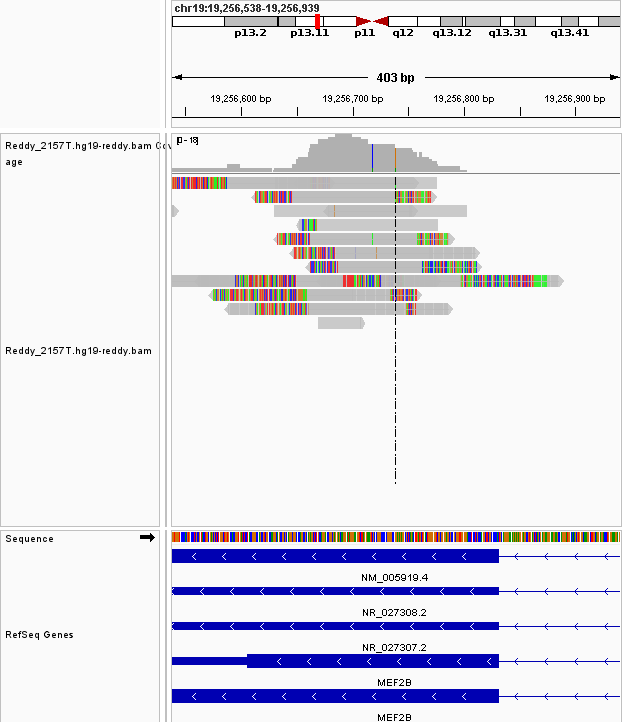 chr19:19,256,538-19,256,939
p13.2 p13.11 p11 q12 q13.12 q13.31 q13.41
403 bp
19,256,600 bp 19,256,700 bp 19,256,800 bp 19,256,900 bp
Reddy_2157T.hg19-reddy.bam Cov
age
[0 - 18]
Reddy_2157T.hg19-reddy.bam
Sequence
NM_005919.4
NR_027308.2
RefSeq Genes
NR_027307.2
MEF2B
MEF2B